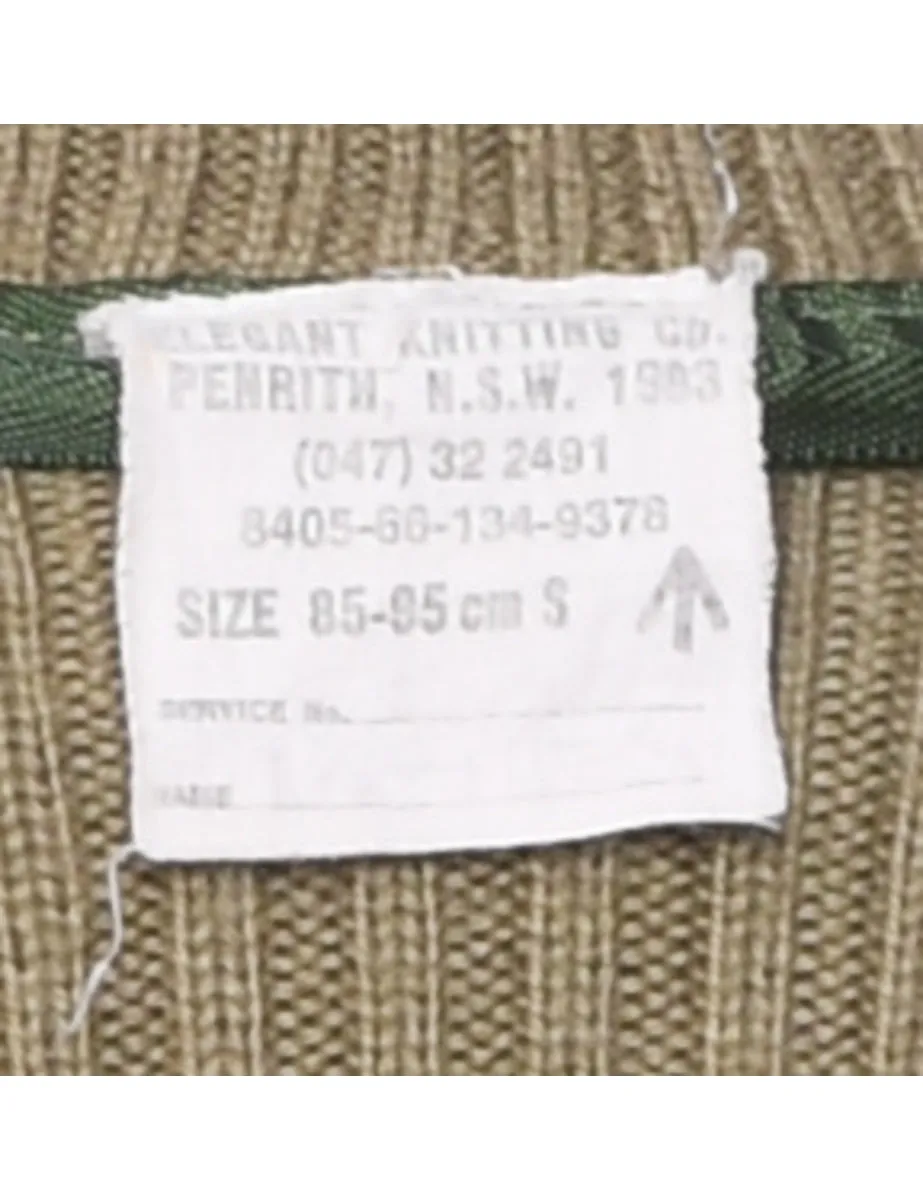 ELEGANT KNITTING CO.
PENRITH, N.S.W. 1993
(047) 32 2491
8405-66-134-9378
SIZE 85-95 cm S
SERVICE No.
NAME